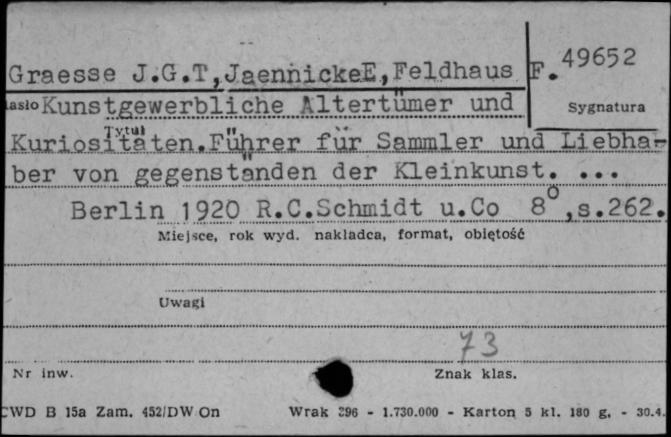 49652
Graesse J.G.T,JaennickeE,Feldhaus F.
Hasło Kunstgewerbliche Altertümer und
Sygnatura
Tytuł
Kuriositäten.Führer für Sammler und Liebha-
ber von gegenständen der Kleinkunst. ...
Berlin 1920 R.C.Schmidt u.Co 8⁰,s.262.
Miejsce, rok wyd. nakładca, format, objętość
Uwagi
73
Nr inw.
Znak klas.
CWD B 15a Zam. 452/DW On Wrak 296 - 1.730.000 - Karton 5 kl. 180 g. - 30.4.